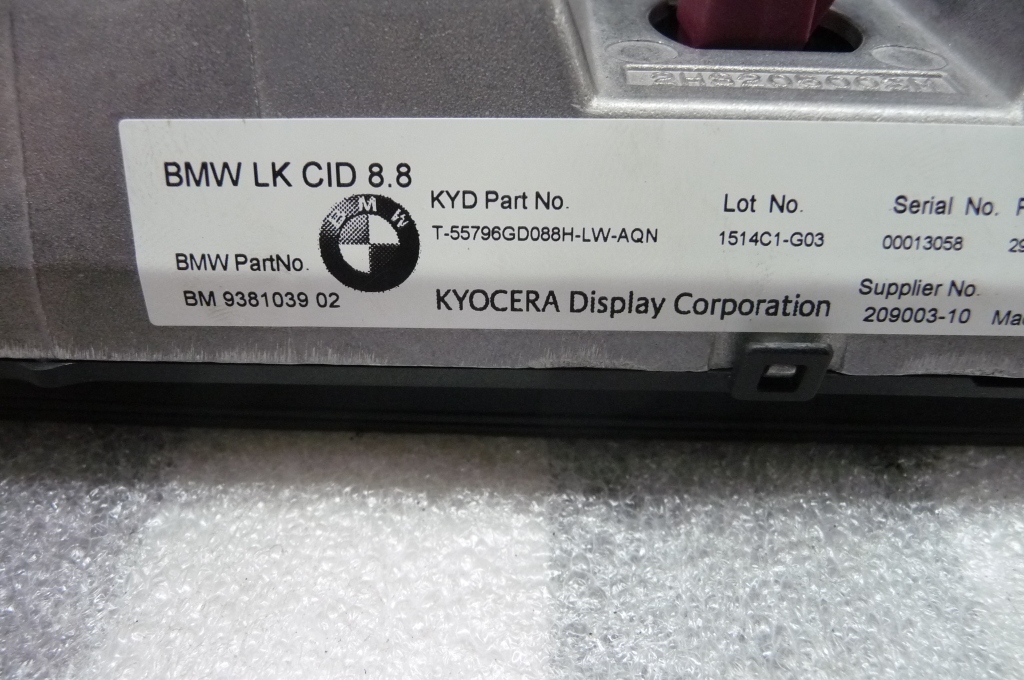 BMW LK CID 8.8
BMW
KYD Part No.
Lot No.
Serial No.
T-55796GD088H-LW-AQN
1514C1-G03
00013058
BMW PartNo.
BM 9381039 02
KYOCERA Display Corporation
Supplier No.
209003-10